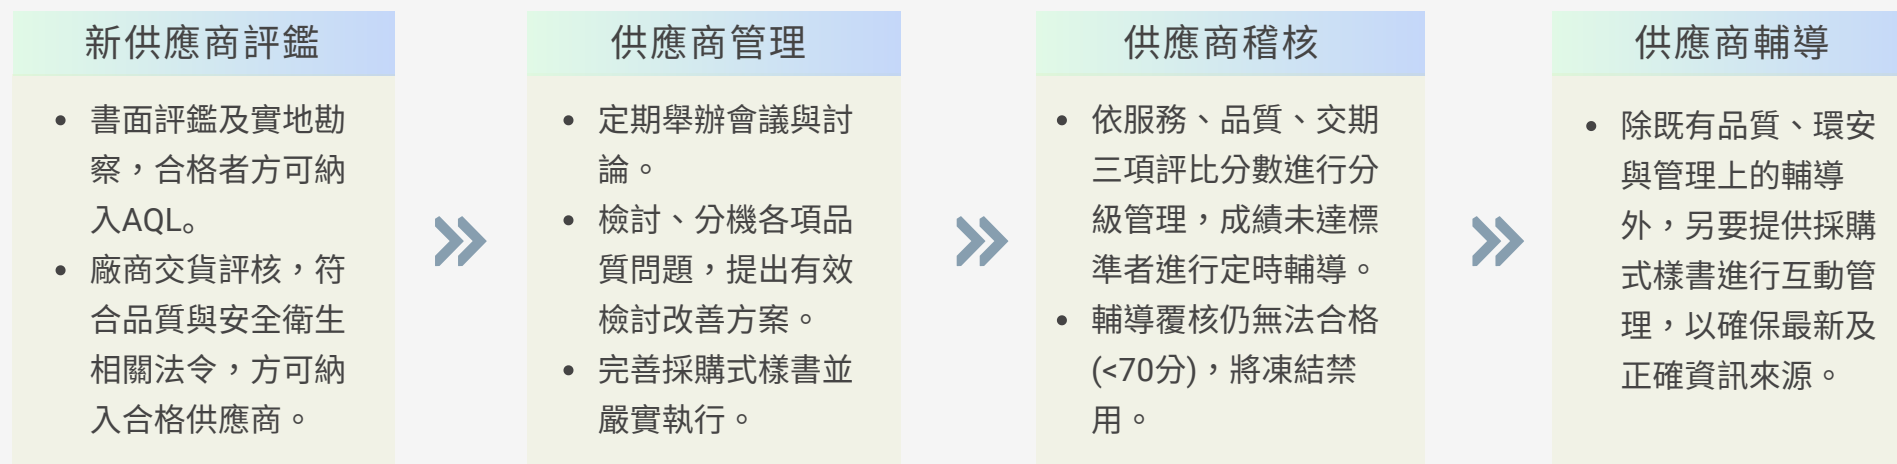 新供應商評鑑
書面評鑑及實地勘
察，合格者方可納
入AQL。
廠商交貨評核，符
合品質與安全衛生
相關法令，方可納
入合格供應商。
供應商管理
定期舉辦會議與討
論。
檢討、分機各項品
質問題，提出有效
檢討改善方案。
完善採購式樣書並
嚴實執行。
供應商稽核
依服務、品質、交期
三項評比分數進行分
級管理，成績未達標
準者進行定時輔導。
輔導覆核仍無法合格
(<70分)，將凍結禁
用。
供應商輔導
除既有品質、環安
與管理上的輔導
外，另要提供採購
式樣書進行互動管
理，以確保最新及
正確資訊來源。